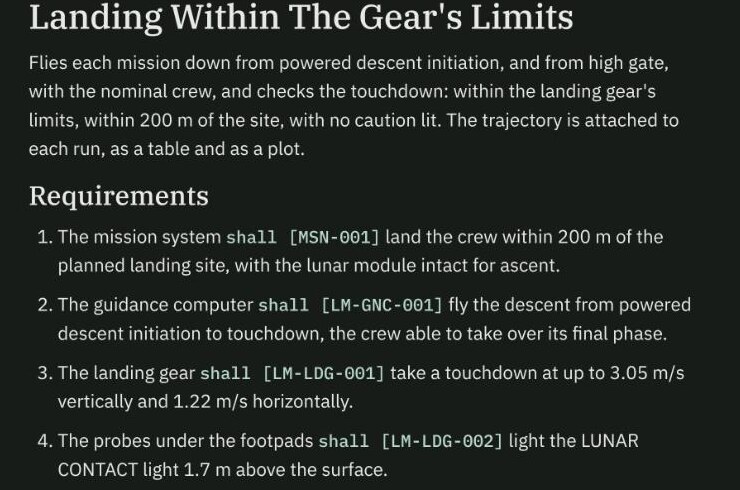 Landing Within The Gear's Limits
Flies each mission down from powered descent initiation, and from high gate,
with the nominal crew, and checks the touchdown: within the landing gear's
limits, within 200 m of the site, with no caution lit. The trajectory is attached to
each run, as a table and as a plot.
Requirements
1. The mission system shall [MSN-001] land the crew within 200 m of the
planned landing site, with the lunar module intact for ascent.
2. The guidance computer shall [LM-GNC-001] fly the descent from powered
descent initiation to touchdown, the crew able to take over its final phase.
3. The landing gear shall [LM-LDG-001] take a touchdown at up to 3.05 m/s
vertically and 1.22 m/s horizontally.
4. The probes under the footpads shall [LM-LDG-002] light the LUNAR
CONTACT light 1.7 m above the surface.